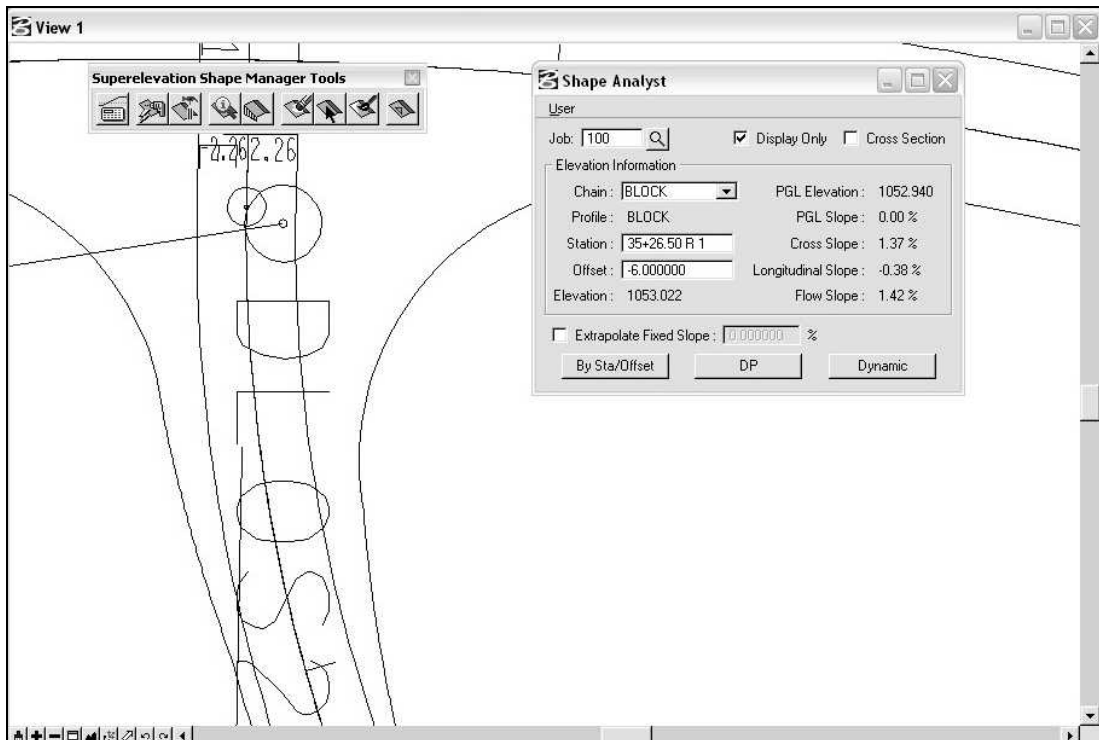 View 1
Superelevation Shape Manager Tools
-2.26 2.26
Shape Analyst
User
Job: 100 Display Only Cross Section
Elevation Information
Chain : BLOCK PGL Elevation : 1052.940
Profile : BLOCK PGL Slope : 0.00 %
Station : 35+26.50 R 1 Cross Slope : 1.37 %
Offset : -6.000000 Longitudinal Slope : -0.38 %
Elevation : 1053.022 Flow Slope : 1.42 %
Extrapolate Fixed Slope : 0.000000 %
By Sta/Offset DP Dynamic